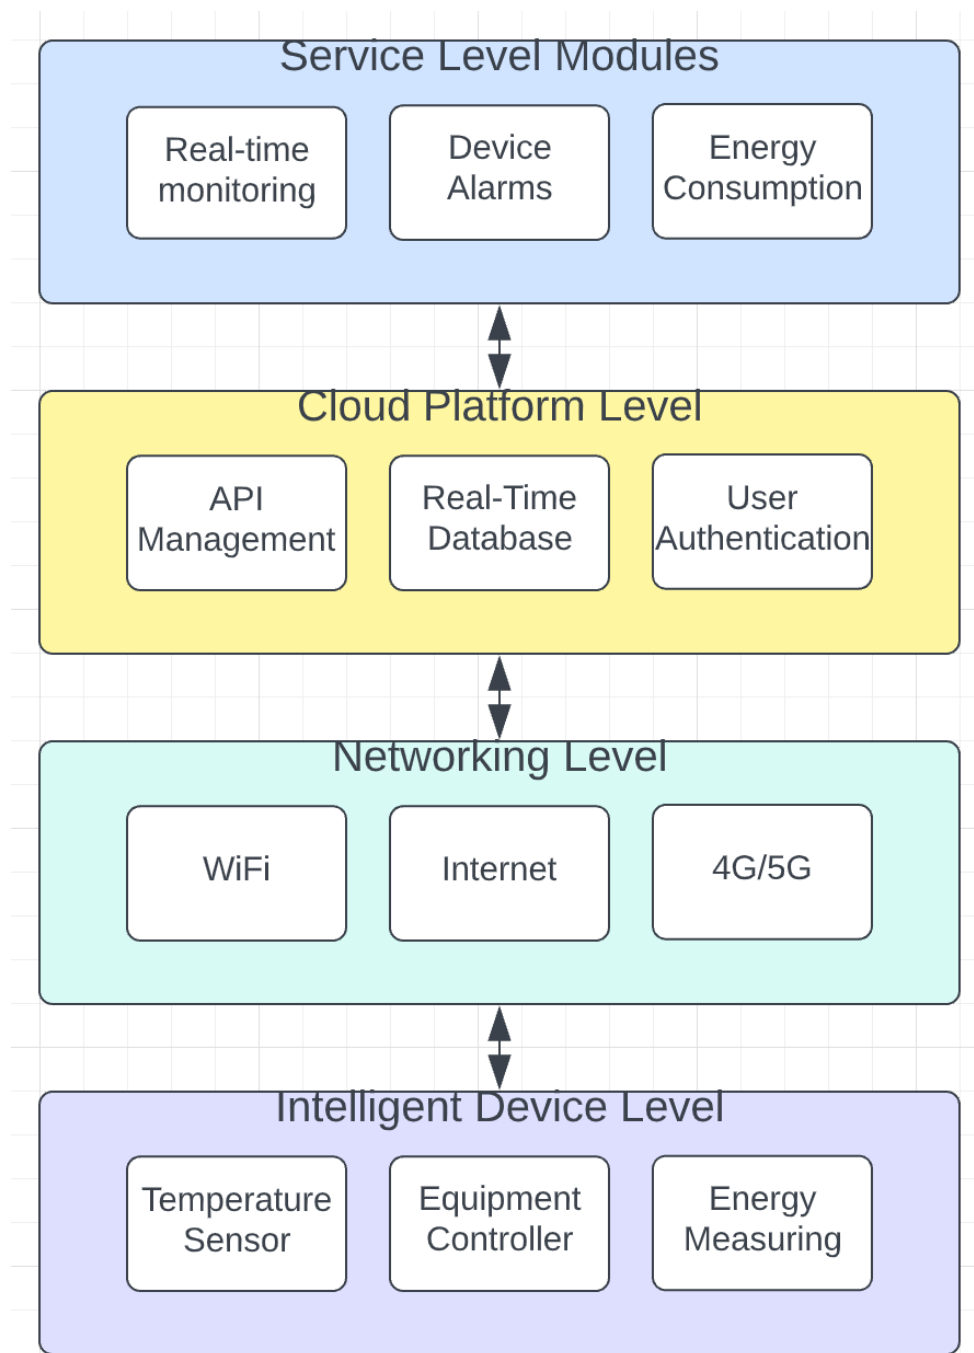 Service Level Modules
Real-time
monitoring
Device
Alarms
Energy
Consumption
Cloud Platform Level
API
Management
Real-Time
Database
User
Authentication
Networking Level
WiFi
Internet
4G/5G
Intelligent Device Level
Temperature
Sensor
Equipment
Controller
Energy
Measuring